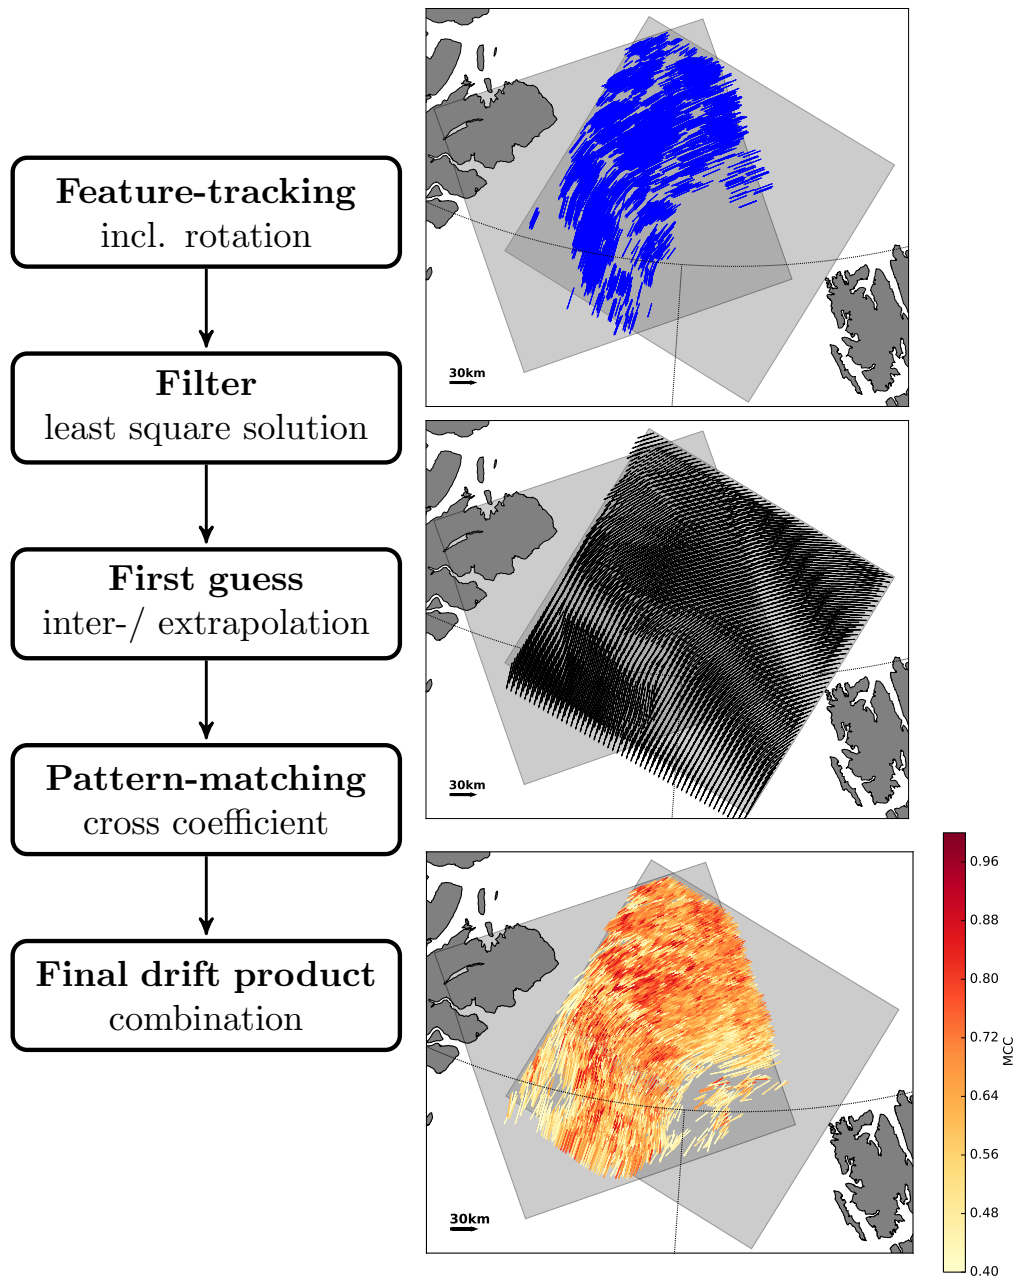 Feature-tracking
incl. rotation
Filter
least square solution
First guess
inter-/ extrapolation
Pattern-matching
cross coefficient
Final drift product
combination
30km
30km
30km
0.96
0.88
0.80
0.72
0.64
0.56
0.48
0.40
MCC